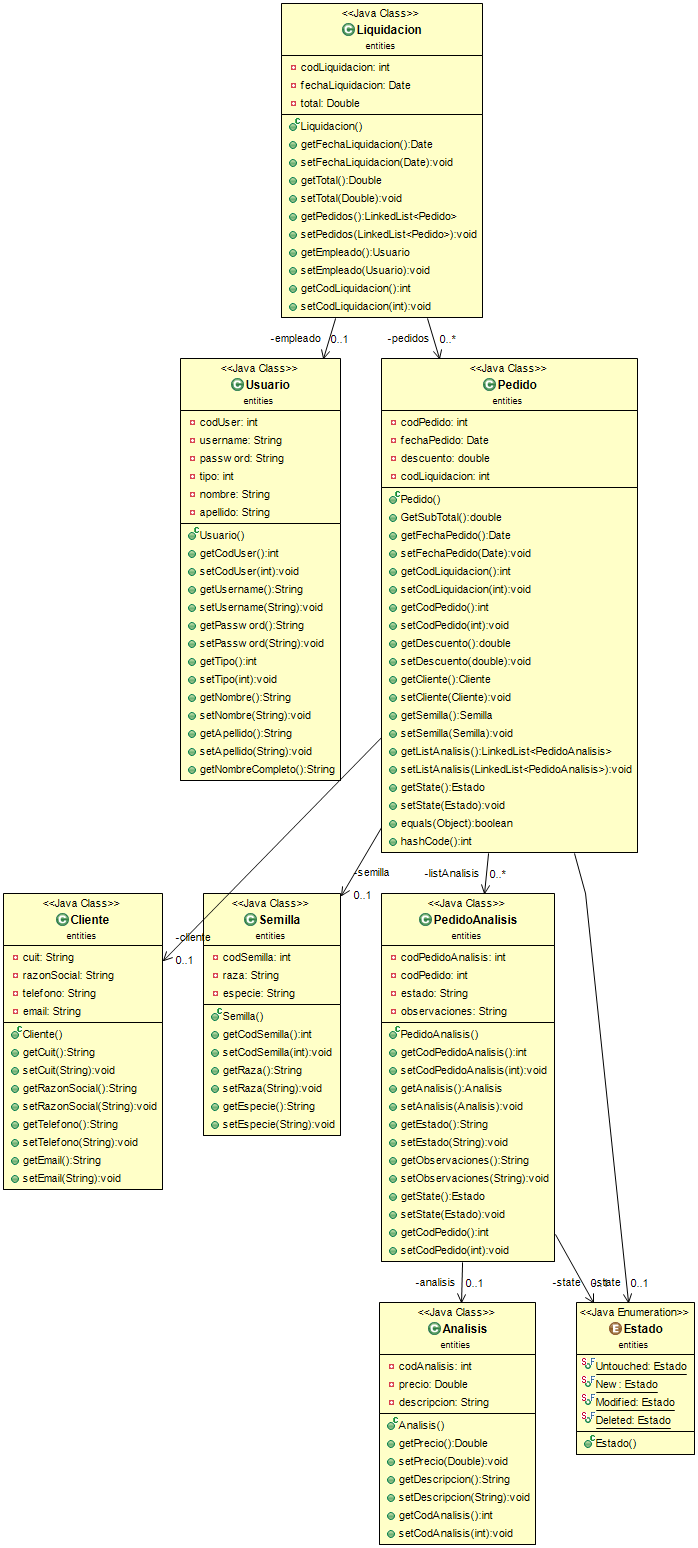 <<Java Class>>
Liquidacion
entities
codLiquidacion: int
fechaLiquidacion: Date
total: Double
Liquidacion()
getFechaLiquidacion():Date
setFechaLiquidacion(Date):void
getTotal():Double
setTotal(Double):void
getPedidos():LinkedList<Pedido>
setPedidos(LinkedList<Pedido>):void
getEmpleado():Usuario
setEmpleado(Usuario):void
getCodLiquidacion():int
setCodLiquidacion(int):void
-empleado 0..1
-pedidos 0..*
<<Java Class>>
Usuario
entities
codUser: int
username: String
password: String
tipo: int
nombre: String
apellido: String
Usuario()
getCodUser():int
setCodUser(int):void
getUsername():String
setUsername(String):void
getPassword():String
setPassword(String):void
getTipo():int
setTipo(int):void
getNombre():String
setNombre(String):void
getApellido():String
setApellido(String):void
getNombreCompleto():String
<<Java Class>>
Pedido
entities
codPedido: int
fechaPedido: Date
descuento: double
codLiquidacion: int
Pedido()
GetSubTotal():double
getFechaPedido():Date
setFechaPedido(Date):void
getCodLiquidacion():int
setCodLiquidacion(int):void
getCodPedido():int
setCodPedido(int):void
getDescuento():double
setDescuento(double):void
getCliente():Cliente
setCliente(Cliente):void
getSemilla():Semilla
setSemilla(Semilla):void
getListAnalisis():LinkedList<PedidoAnalisis>
setListAnalisis(LinkedList<PedidoAnalisis>):void
getState():Estado
setState(Estado):void
equals(Object):boolean
hashCode():int
-cliente
0..1
-semilla
0..1
-listAnalisis 0..*
<<Java Class>>
Cliente
entities
cuit: String
razonSocial: String
telefono: String
email: String
Cliente()
getCuit():String
setCuit(String):void
getRazonSocial():String
setRazonSocial(String):void
getTelefono():String
setTelefono(String):void
getEmail():String
setEmail(String):void
<<Java Class>>
Semilla
entities
codSemilla: int
raza: String
especie: String
Semilla()
getCodSemilla():int
setCodSemilla(int):void
getRaza():String
setRaza(String):void
getEspecie():String
setEspecie(String):void
<<Java Class>>
PedidoAnalisis
entities
codPedidoAnalisis: int
codPedido: int
estado: String
observaciones: String
PedidoAnalisis()
getCodPedidoAnalisis():int
setCodPedidoAnalisis(int):void
getAnalisis():Analisis
setAnalisis(Analisis):void
getEstado():String
setEstado(String):void
getObservaciones():String
setObservaciones(String):void
getState():Estado
setState(Estado):void
getCodPedido():int
setCodPedido(int):void
-analisis 0..1
-state 0..1
-state 0..1
<<Java Class>>
Analisis
entities
codAnalisis: int
precio: Double
descripcion: String
Analisis()
getPrecio():Double
setPrecio(Double):void
getDescripcion():String
setDescripcion(String):void
getCodAnalisis():int
setCodAnalisis(int):void
<<Java Enumeration>>
Estado
entities
Untouched: Estado
New: Estado
Modified: Estado
Deleted: Estado
Estado()